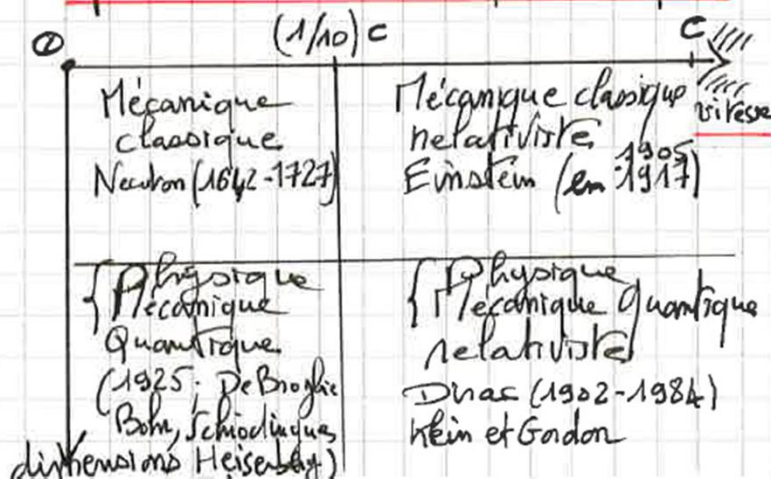 0 (1/10) c c
vitesse
Mécanique
classique
Newton (1642-1727)
Mécanique classique
relativiste
1905
Einstein (en 1917)
{ Physique
Mécanique
Quantique
(1925; De Broglie
Bohr, Schrodinguer,
Heisenberg)
dimensions
{ Physique
Mécanique Quantique
relativiste
Dirac (1902-1984)
Klein et Gordon